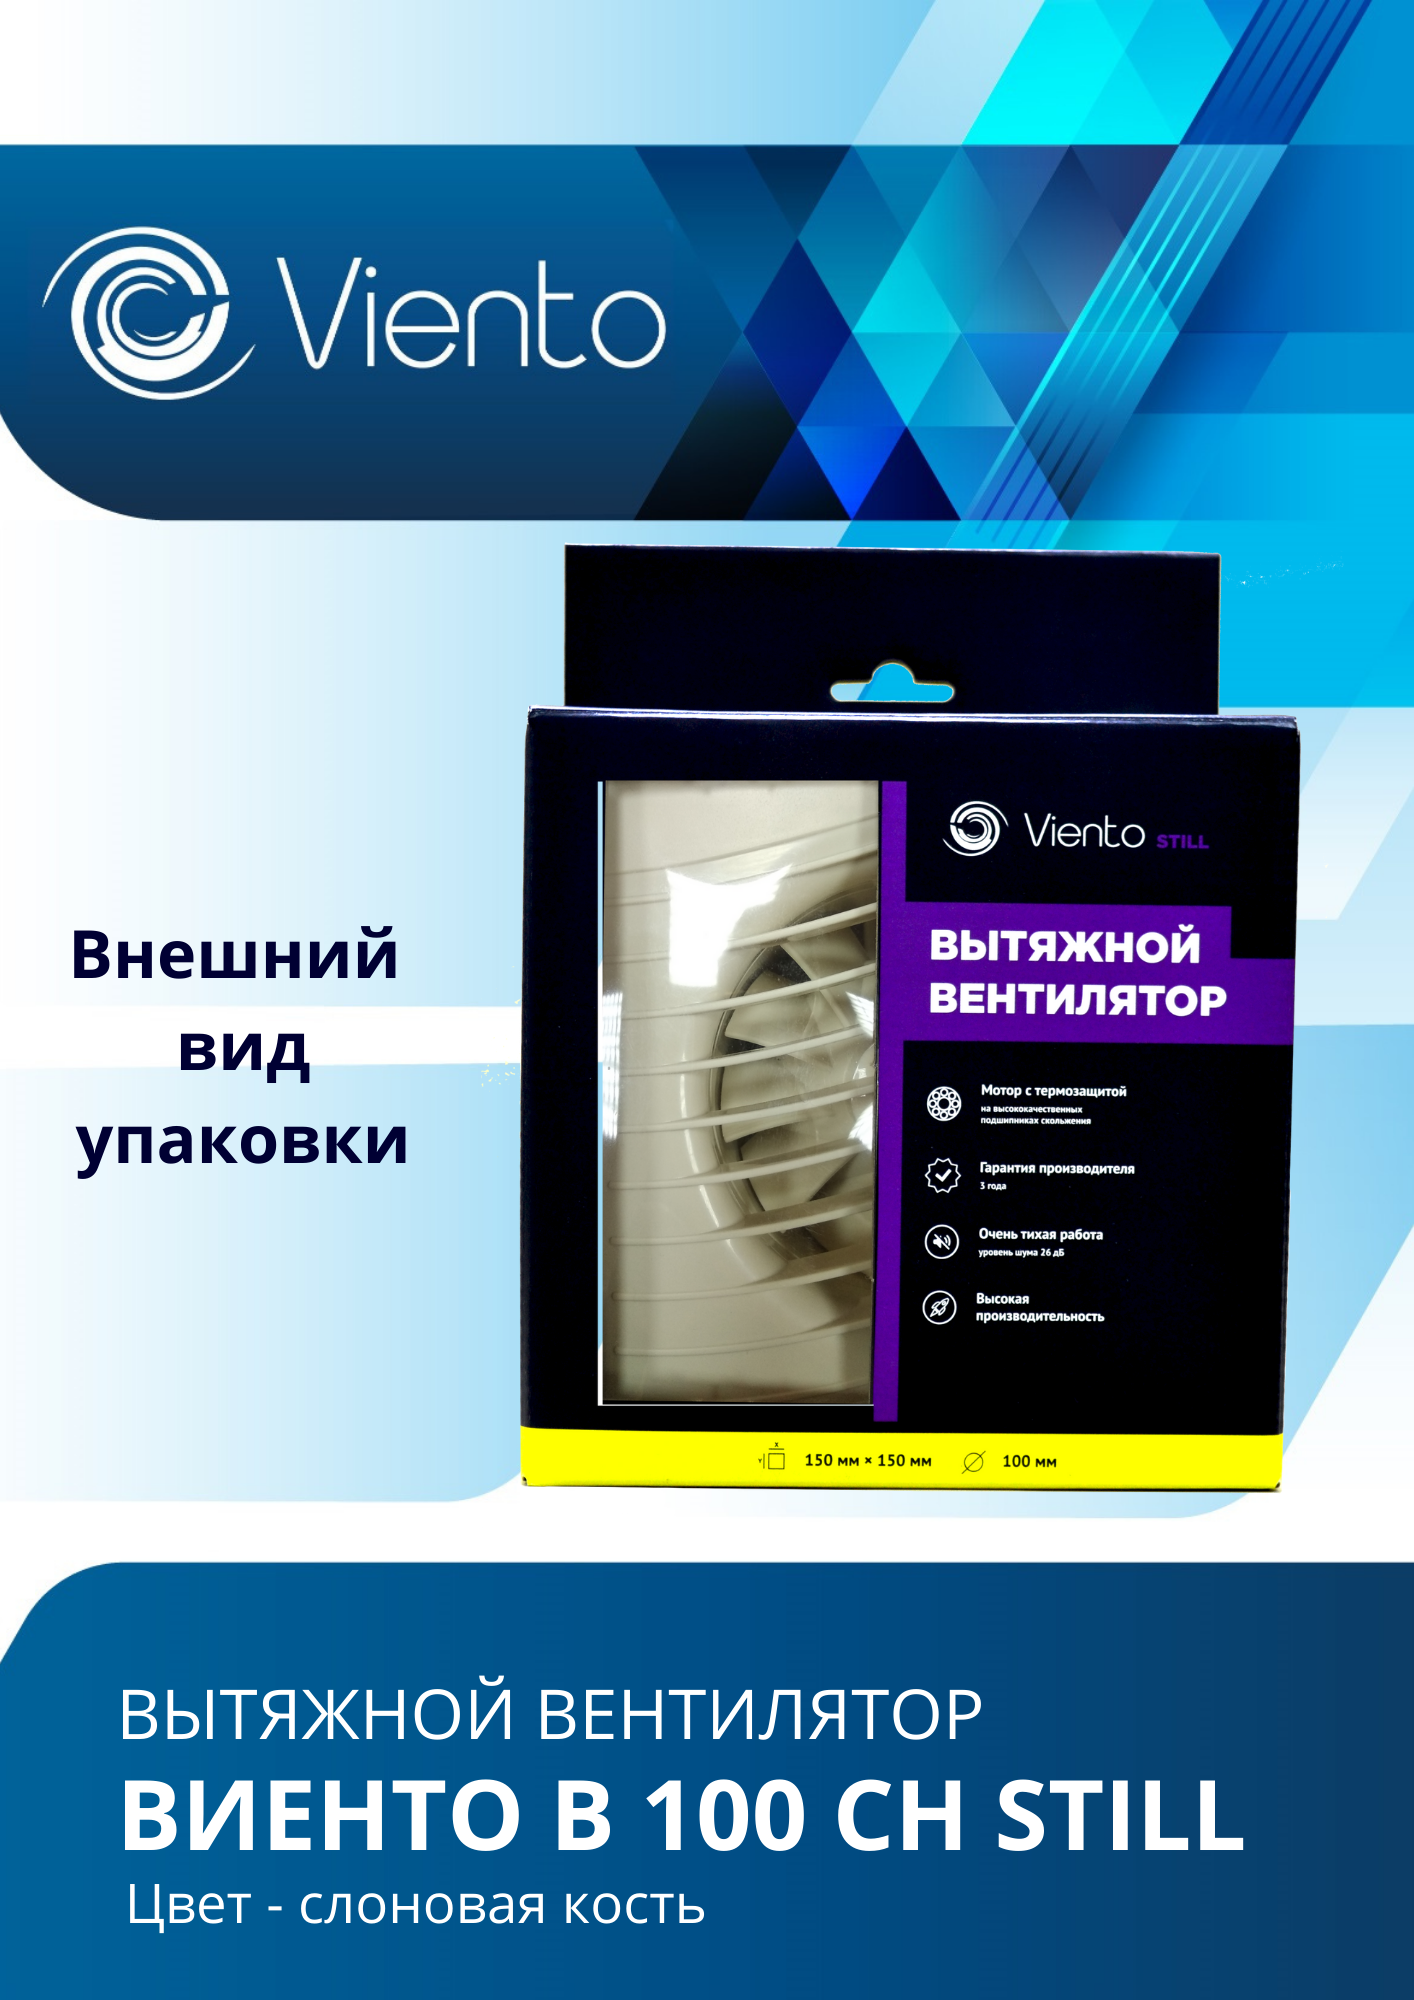 Viento
Viento STILL
ВЫТЯЖНОЙ
ВЕНТИЛЯТОР
Мотор с термозащитой
на высококачественных
подшипниках скольжения
Гарантия производителя
3 года
Очень тихая работа
уровень шума 26 дБ
Высокая
производительность
X
Y
150 мм × 150 мм
100 мм
Внешний
вид
упаковки
ВЫТЯЖНОЙ ВЕНТИЛЯТОР
ВИЕНТО В 100 СН STILL
Цвет - слоновая кость